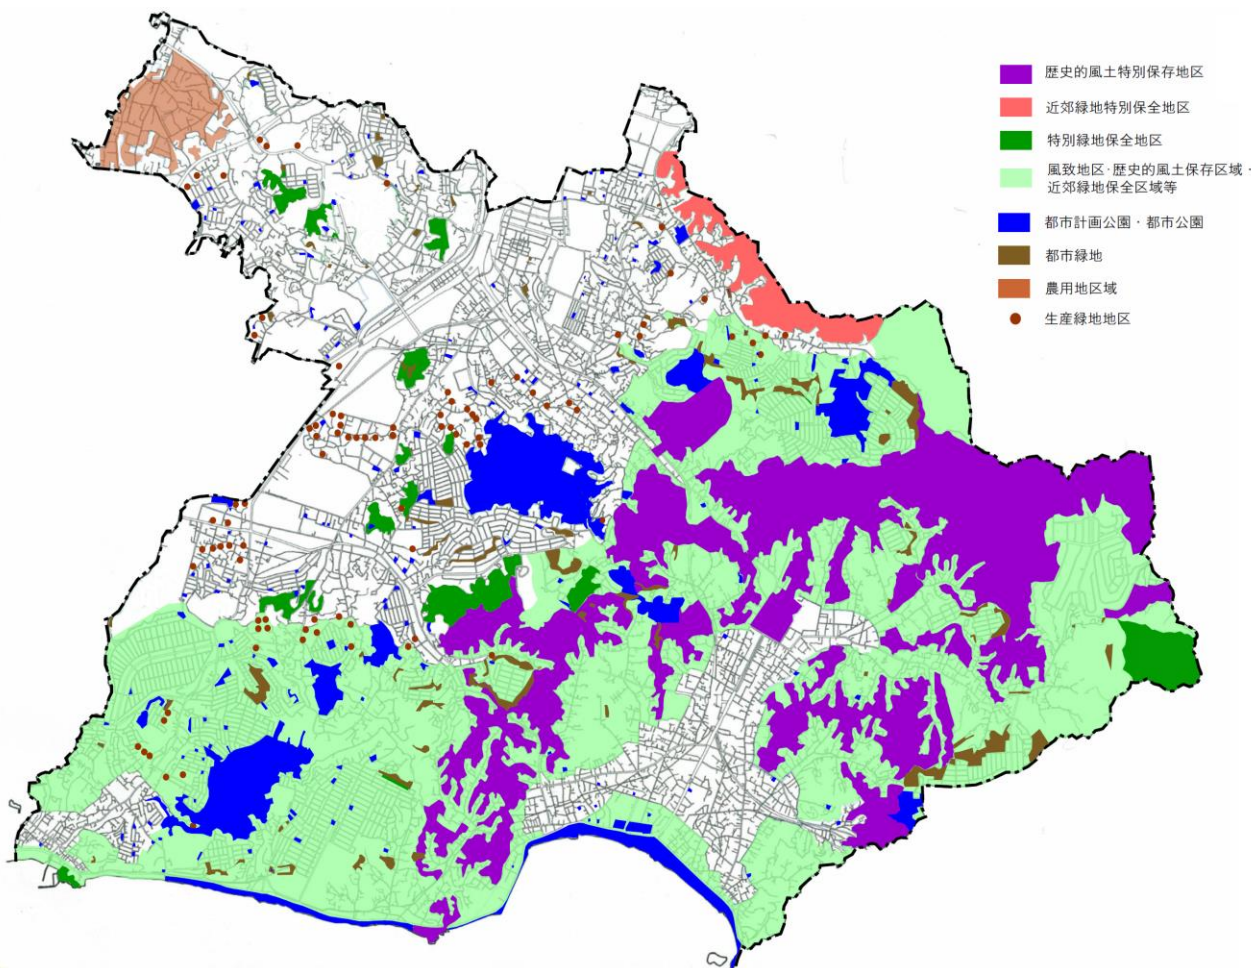 歴史的風土特別保存地区
近郊緑地特別保全地区
特別緑地保全地区
風致地区・歴史的風土保存区域・
近郊緑地保全区域等
都市計画公園・都市公園
都市緑地
農用地区域
生産緑地地区